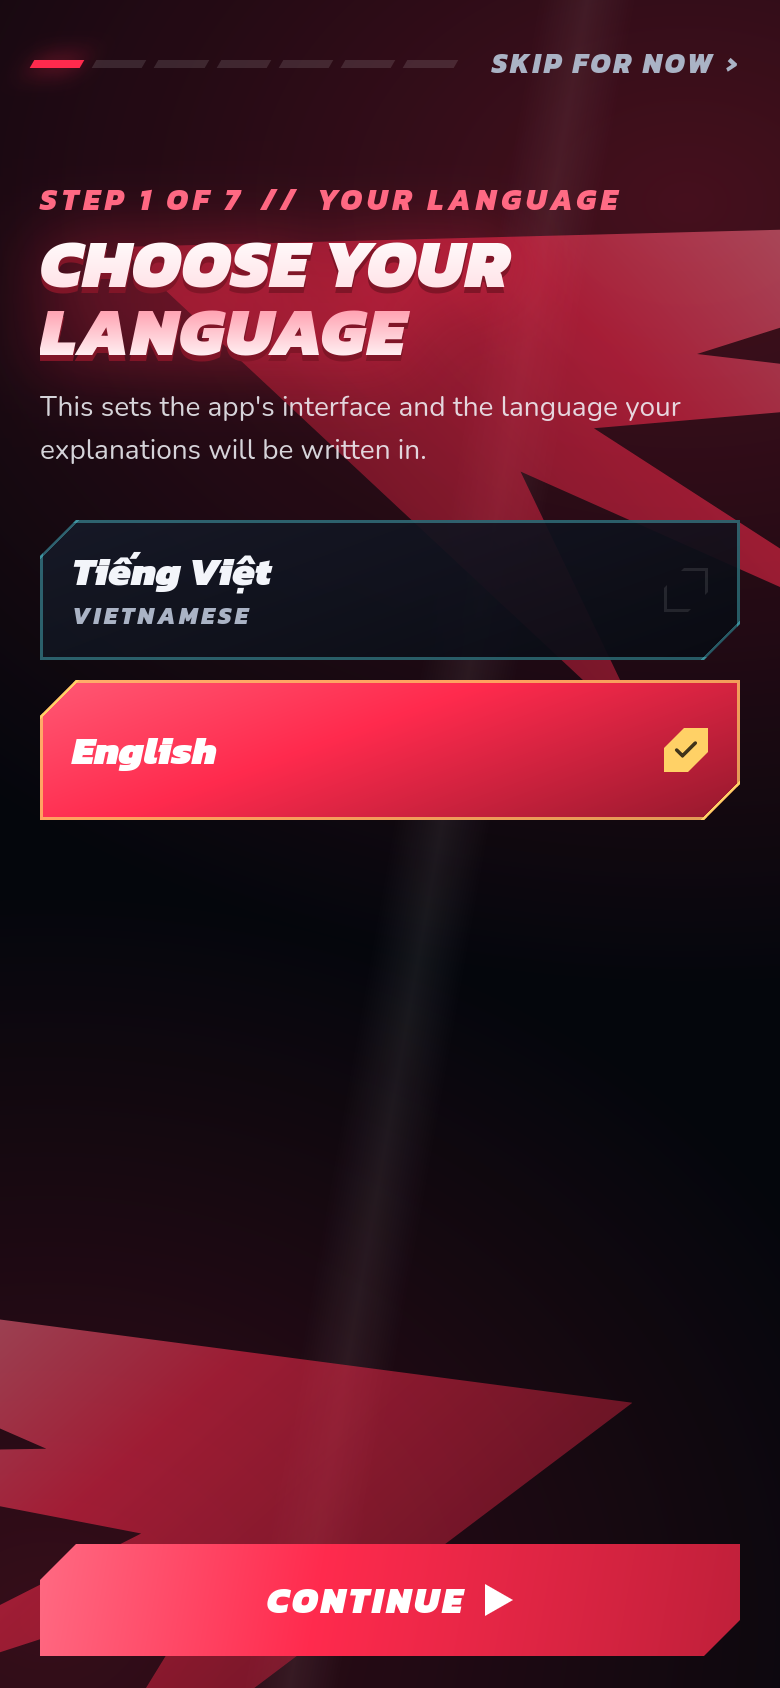 SKIP FOR NOW ›
STEP 1 OF 7 // YOUR LANGUAGE
CHOOSE YOUR
LANGUAGE
This sets the app's interface and the language your
explanations will be written in.
Tiếng Việt
VIETNAMESE
English
CONTINUE